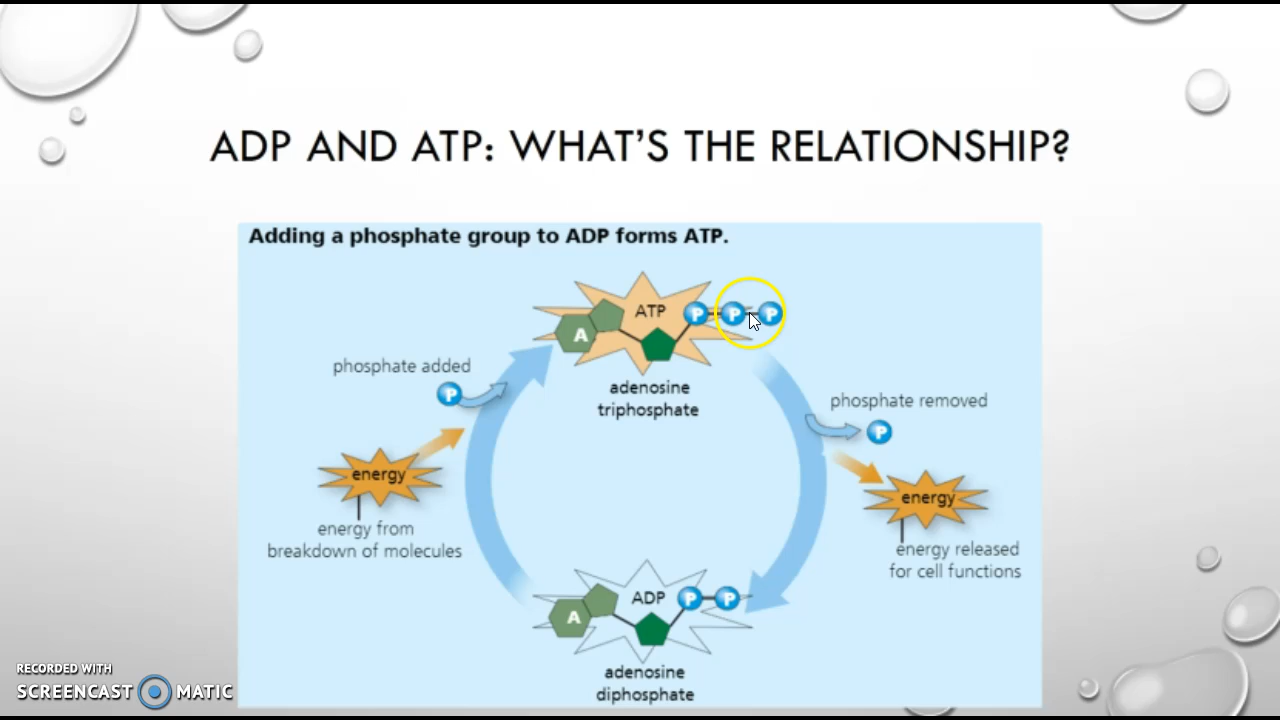 ADP AND ATP: WHAT'S THE RELATIONSHIP?
Adding a phosphate group to ADP forms ATP.
ATP
P P P
A
adenosine
triphosphate
phosphate added
P
energy
energy from
breakdown of molecules
phosphate removed
P
energy
energy released
for cell functions
ADP
P P
A
adenosine
diphosphate
RECORDED WITH
SCREENCAST MATIC